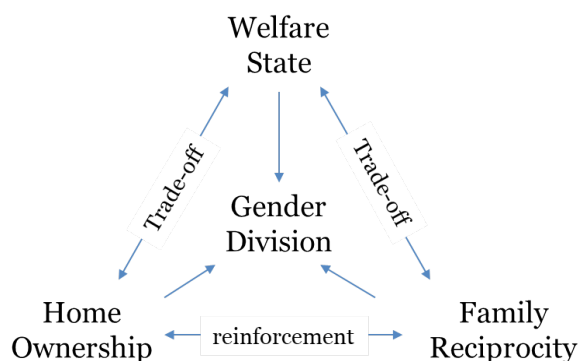 Welfare
State
Trade-off
Trade-off
Gender
Division
Home
Ownership
reinforcement
Family
Reciprocity